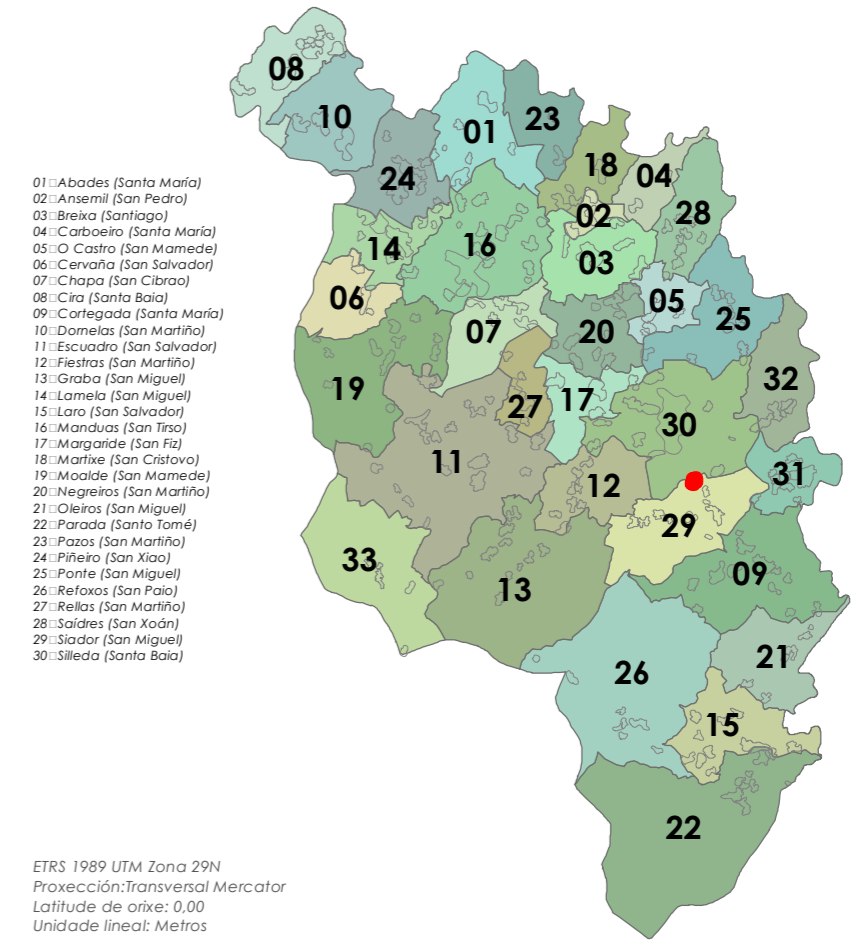 08
10
23
01
18
04
24
02
28
14
16
03
06
05
25
07
20
32
19
17
27
30
11
31
12
29
33
09
13
21
26
15
22
01□Abades (Santa María)
02□Ansemil (San Pedro)
03□Breixa (Santiago)
04□Carboeiro (Santa María)
05□O Castro (San Mamede)
06□Cervaña (San Salvador)
07□Chapa (San Cibrao)
08□Cira (Santa Baia)
09□Cortegada (Santa María)
10□Dornelas (San Martiño)
11□Escuadro (San Salvador)
12□Fiestras (San Martiño)
13□Graba (San Miguel)
14□Lamela (San Miguel)
15□Laro (San Salvador)
16□Manduas (San Tirso)
17□Margaride (San Fiz)
18□Martixe (San Cristovo)
19□Moalde (San Mamede)
20□Negreiros (San Martiño)
21□Oleiros (San Miguel)
22□Parada (Santo Tomé)
23□Pazos (San Martiño)
24□Piñeiro (San Xiao)
25□Ponte (San Miguel)
26□Refoxos (San Paio)
27□Rellas (San Martiño)
28□Saídres (San Xoán)
29□Siador (San Miguel)
30□Silleda (Santa Baia)
ETRS 1989 UTM Zona 29N
Proxección:Transversal Mercator
Latitude de orixe: 0,00
Unidade lineal: Metros